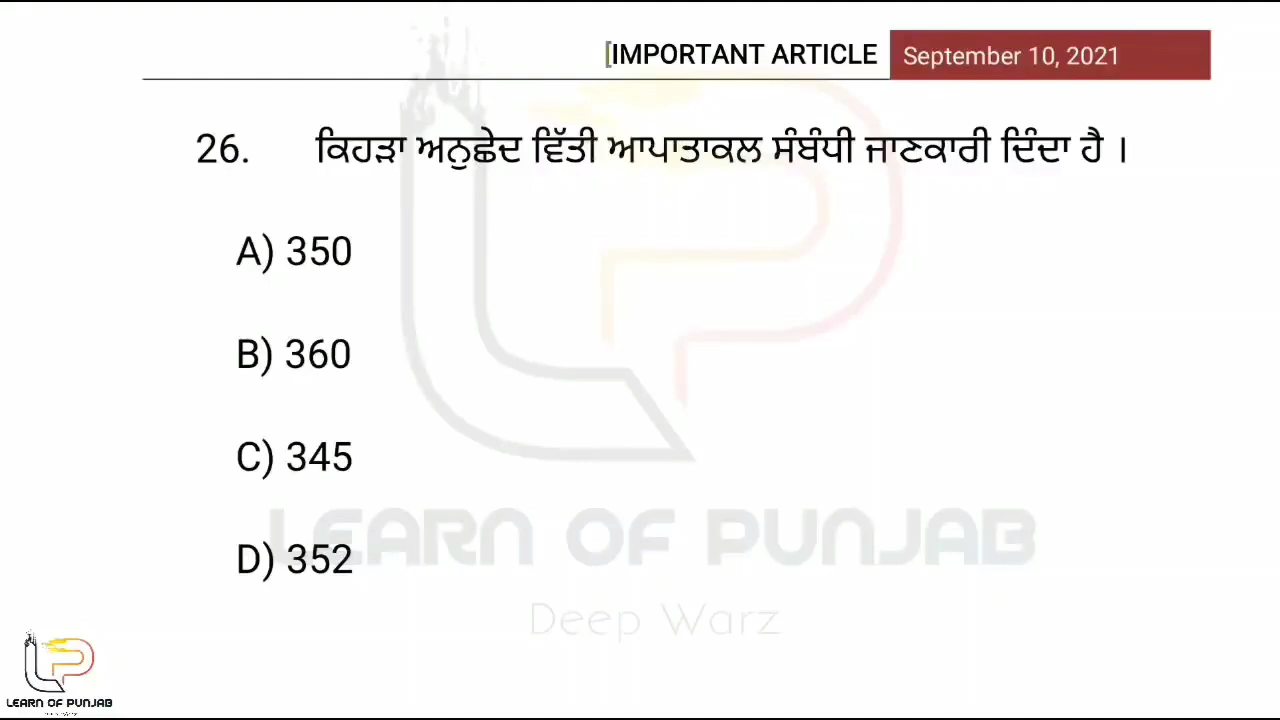 [IMPORTANT ARTICLE September 10, 2021
26. ਕਿਹੜਾ ਅਨੁਛੇਦ ਵਿੱਤੀ ਆਪਾਤਾਕਲ ਸੰਬੰਧੀ ਜਾਣਕਾਰੀ ਦਿੰਦਾ ਹੈ ।
A) 350
B) 360
C) 345
D) 352
LEARN OF PUNJAB
Deep Warz
LEARN OF PUNJAB